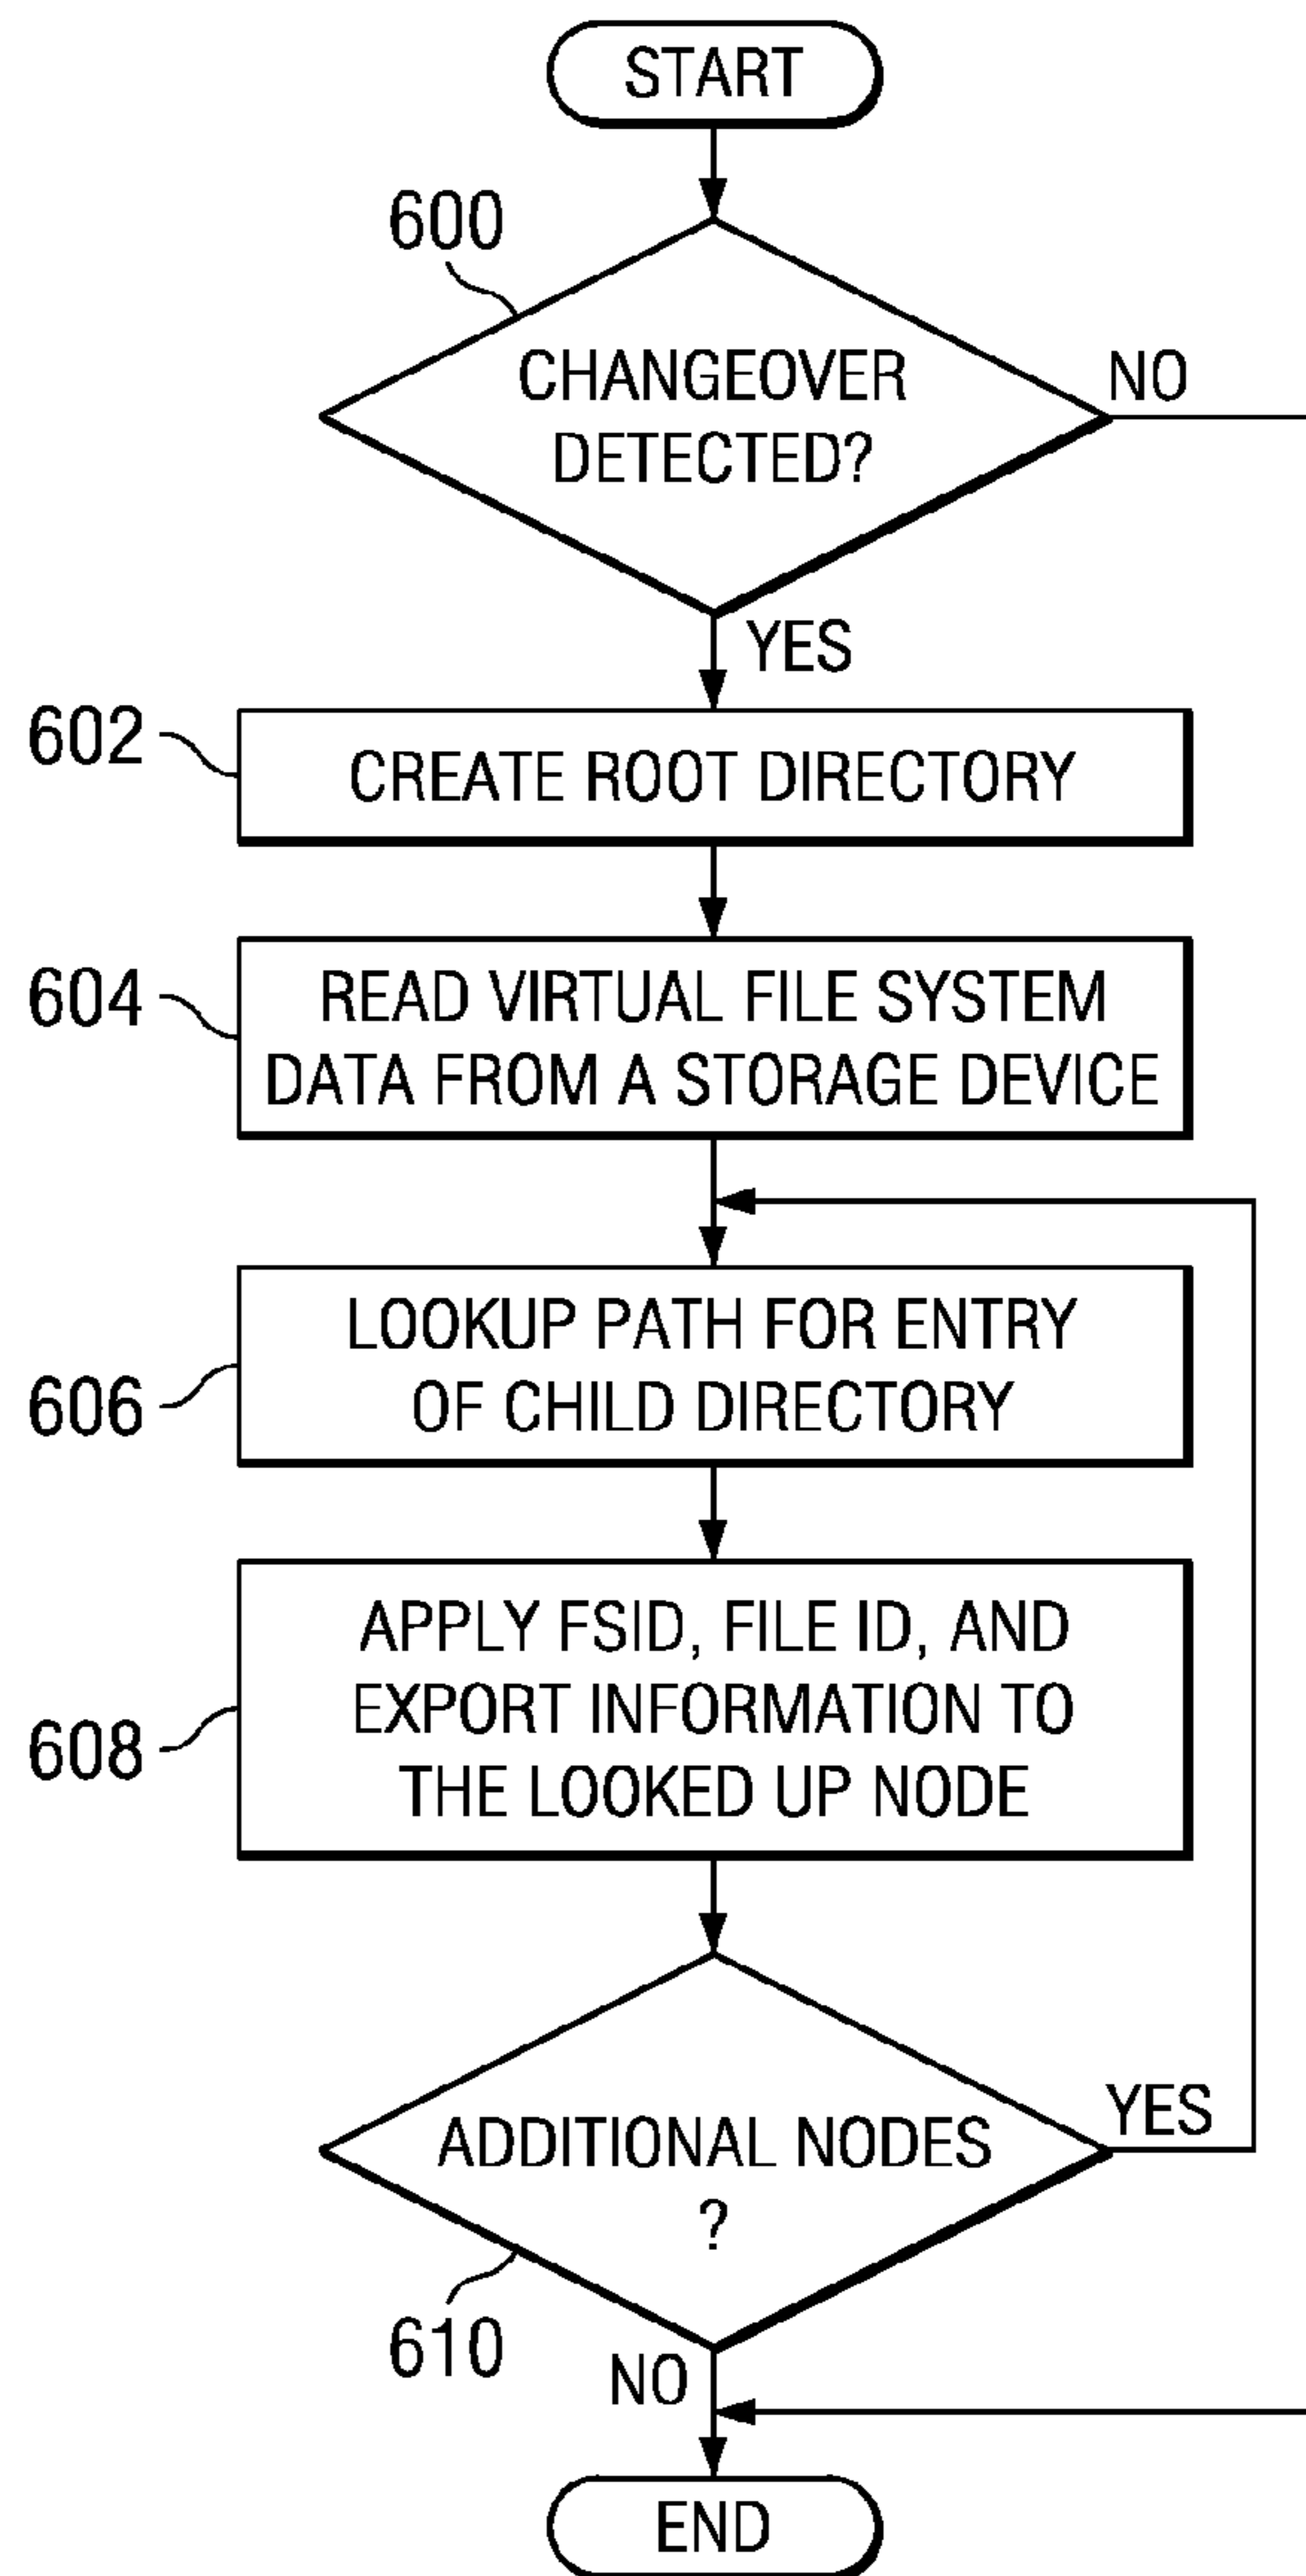 START
600
CHANGEOVER
DETECTED?
NO
YES
602
CREATE ROOT DIRECTORY
604
READ VIRTUAL FILE SYSTEM
DATA FROM A STORAGE DEVICE
606
LOOKUP PATH FOR ENTRY
OF CHILD DIRECTORY
608
APPLY FSID, FILE ID, AND
EXPORT INFORMATION TO
THE LOOKED UP NODE
ADDITIONAL NODES
?
YES
610
NO
END